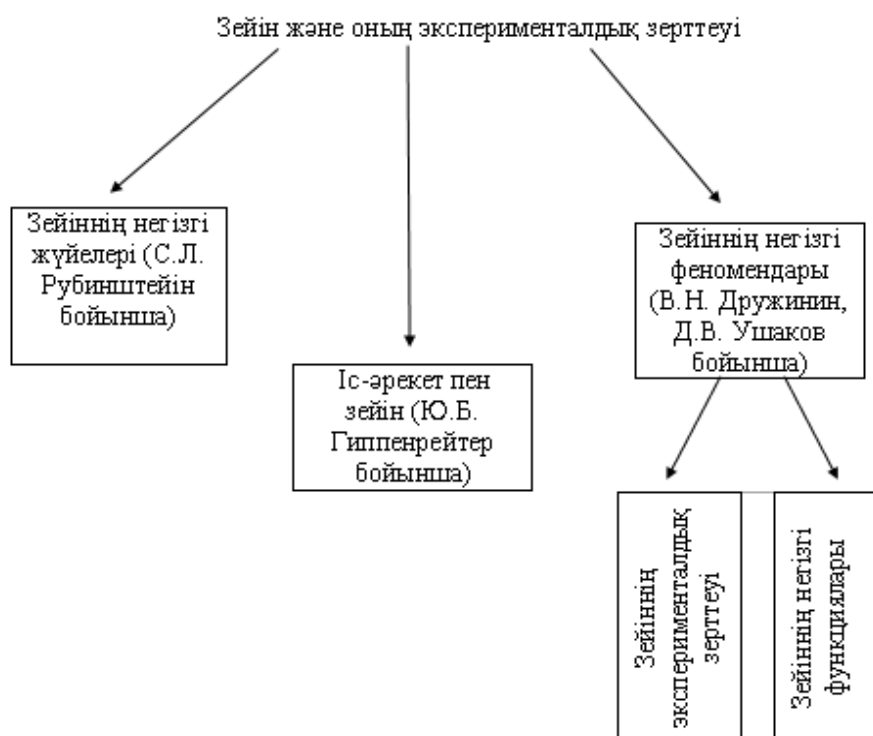 Зейін және оның эксперименталдық зерттеуі
Зейіннің негізгі
жүйелері (С.Л.
Рубинштейін
бойынша)
Іс-әрекет пен
зейін (Ю.Б.
Гиппенрейтер
бойынша)
Зейіннің негізгі
феномендары
(В.Н. Дружинин,
Д.В. Ушаков
бойынша)
Зейіннің
эксперименталдық
зерттеуі
Зейіннің негізгі
функциялары